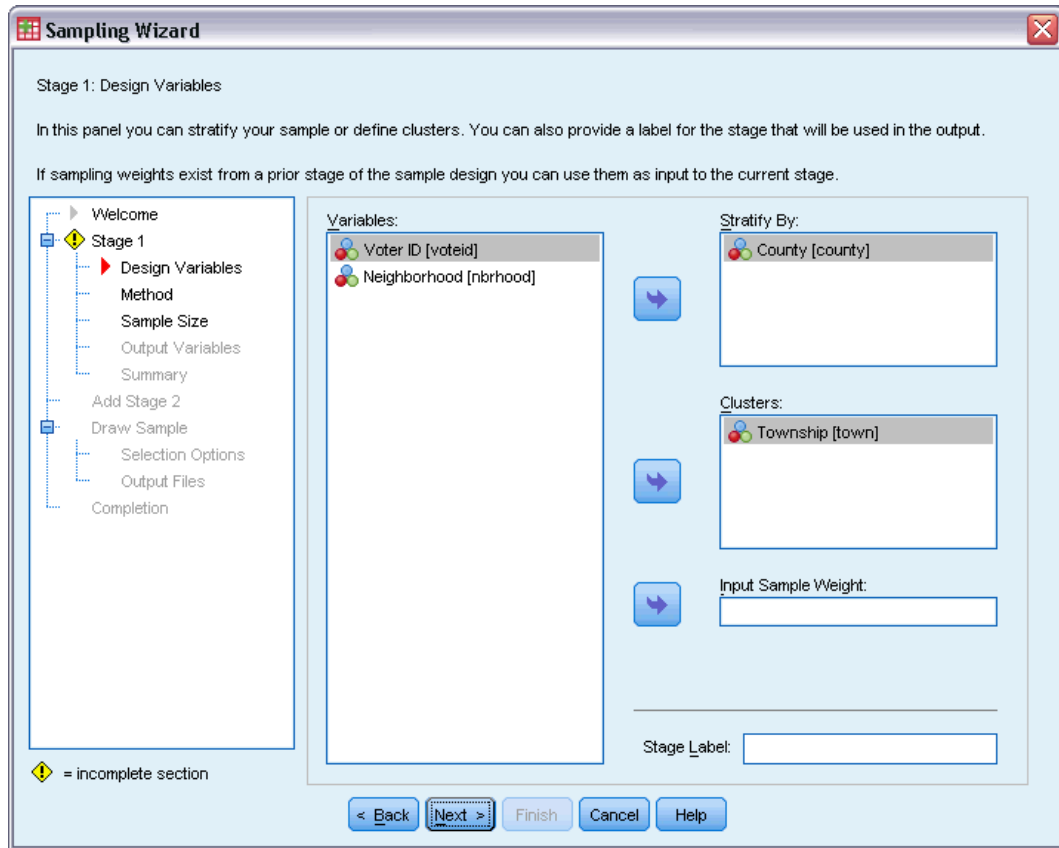 Sampling Wizard
Stage 1: Design Variables
In this panel you can stratify your sample or define clusters. You can also provide a label for the stage that will be used in the output.
If sampling weights exist from a prior stage of the sample design you can use them as input to the current stage.
Welcome
Stage 1
Design Variables
Method
Sample Size
Output Variables
Summary
Add Stage 2
Draw Sample
Selection Options
Output Files
Completion
! = incomplete section
Variables:
Voter ID [voteid]
Neighborhood [nbrhood]
Stratify By:
County [county]
Clusters:
Township [town]
Input Sample Weight:
Stage Label:
< Back
Next >
Finish
Cancel
Help